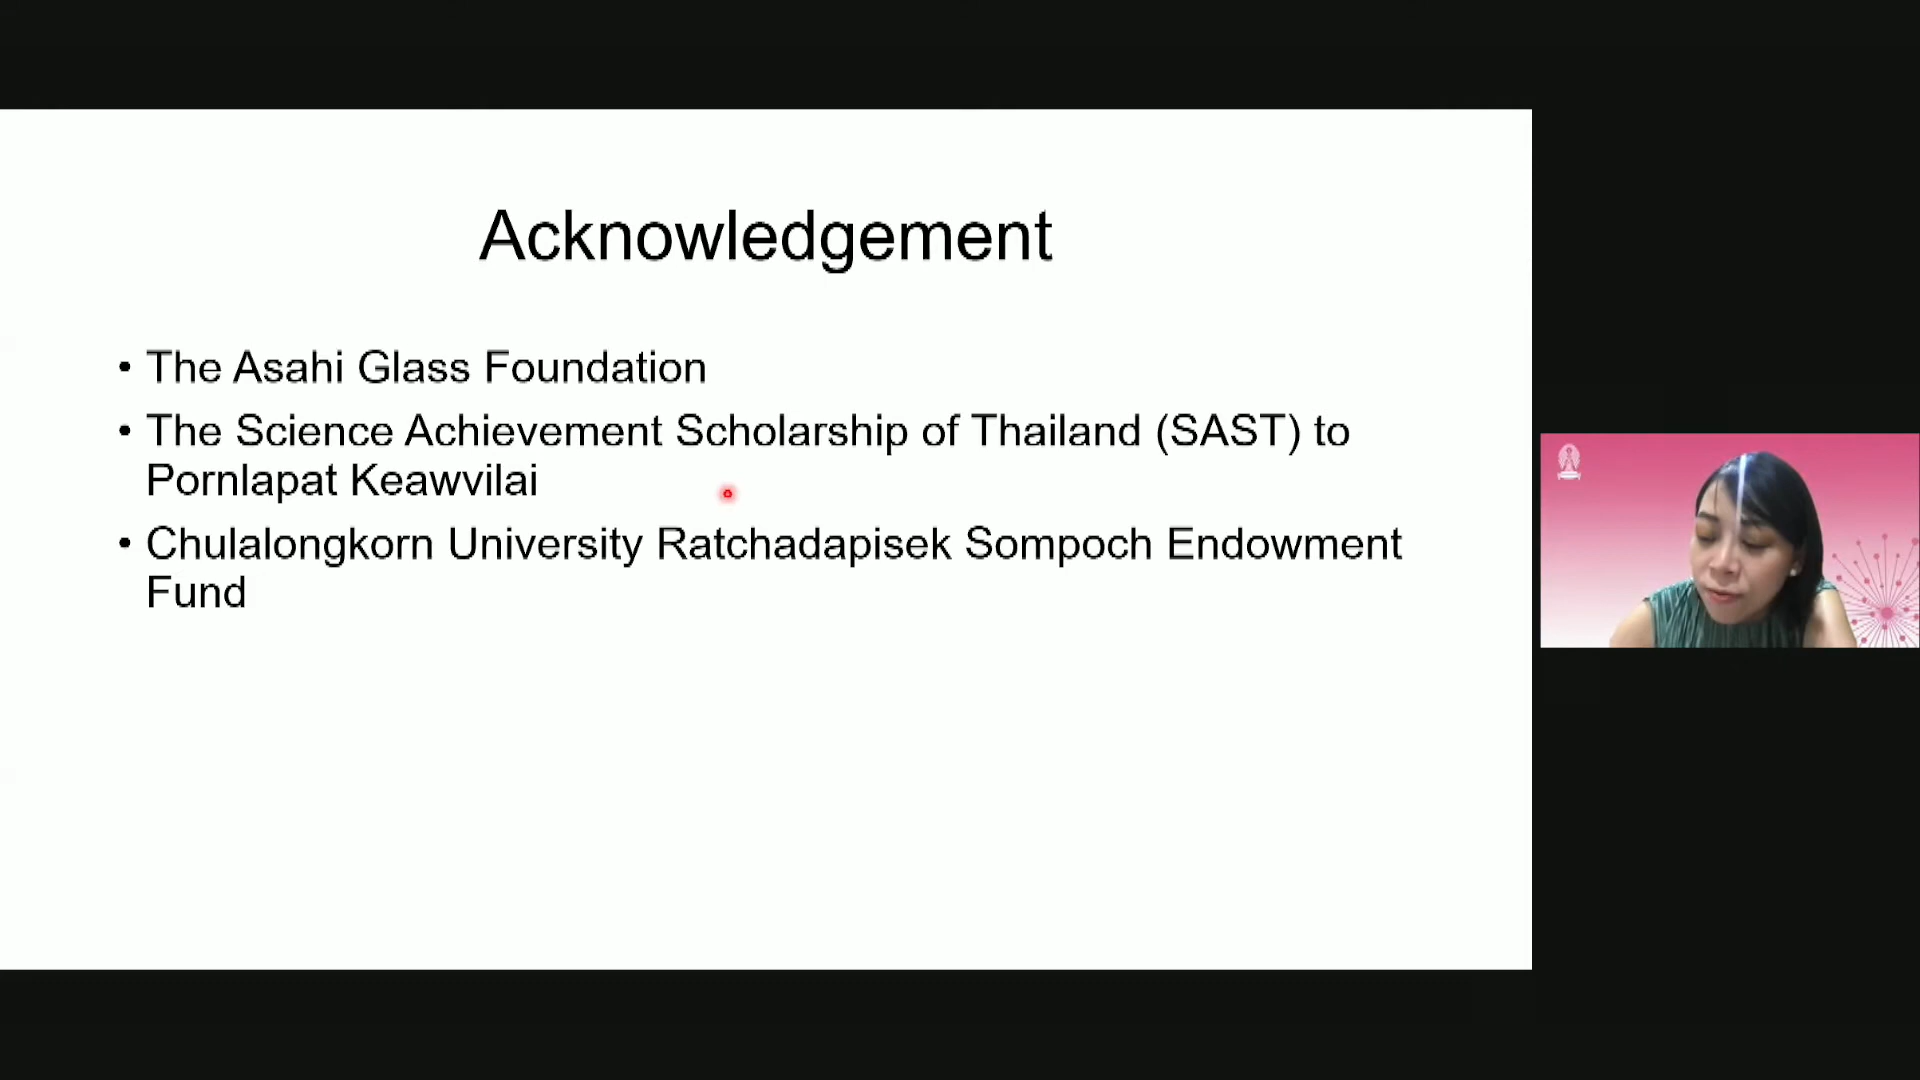 Acknowledgement
• The Asahi Glass Foundation
• The Science Achievement Scholarship of Thailand (SAST) to
Pornlapat Keawvilai
• Chulalongkorn University Ratchadapisek Sompoch Endowment
Fund